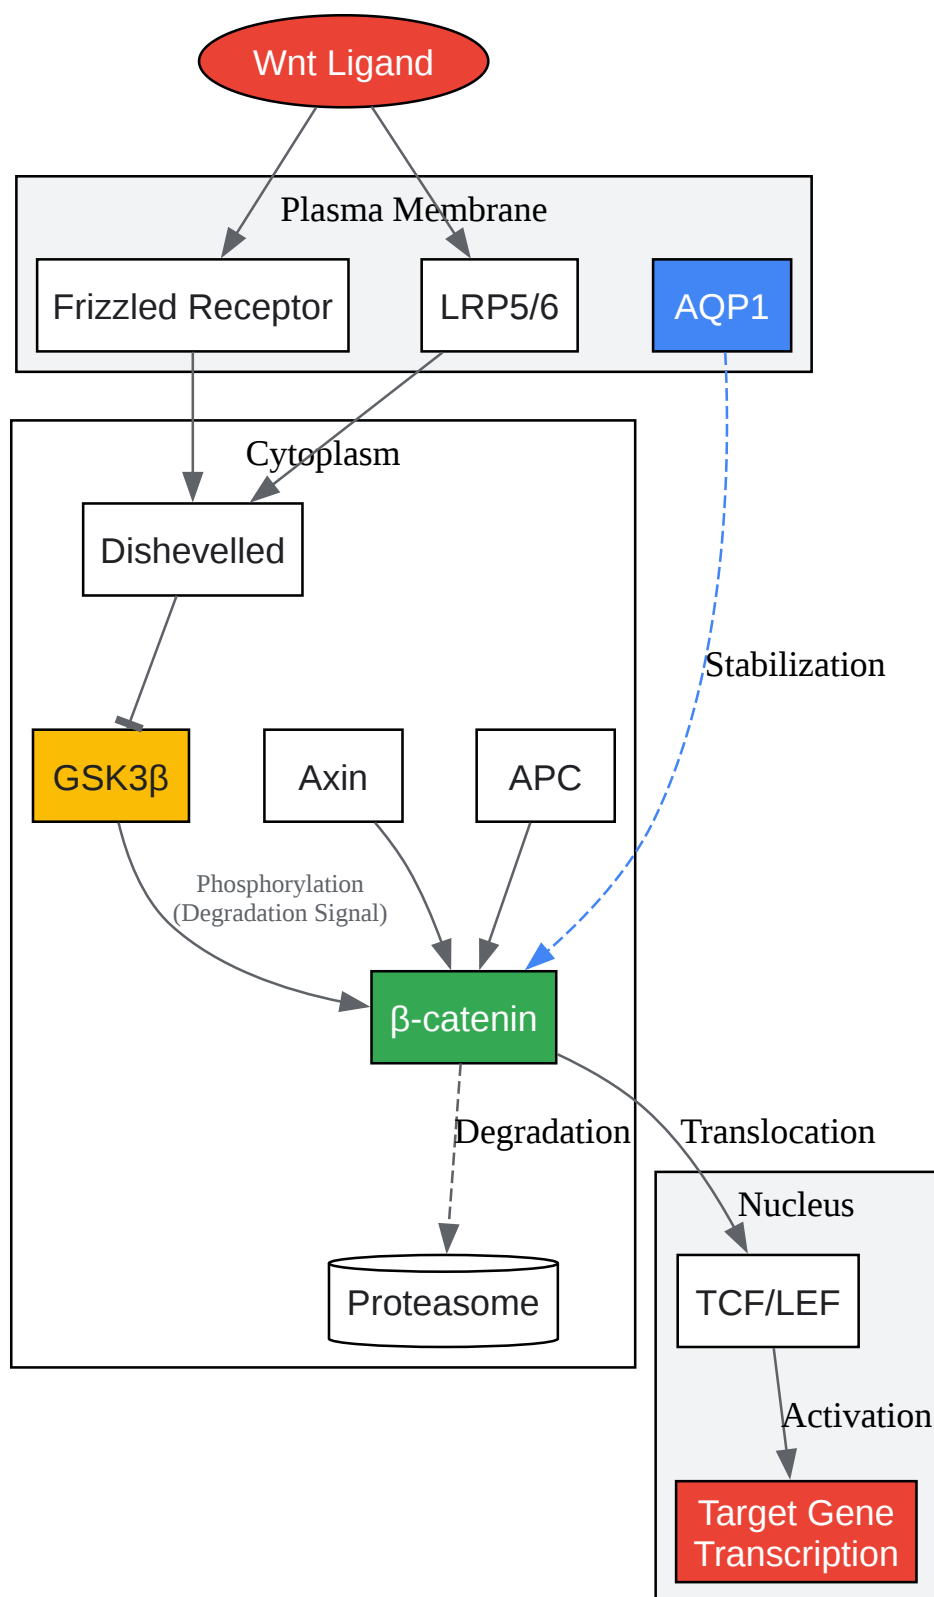 Wnt Ligand
Plasma Membrane
Frizzled Receptor
LRP5/6
AQP1
Cytoplasm
Dishevelled
Stabilization
GSK3β
Axin
APC
Phosphorylation
(Degradation Signal)
β-catenin
Degradation
Translocation
Nucleus
Proteasome
TCF/LEF
Activation
Target Gene
Transcription